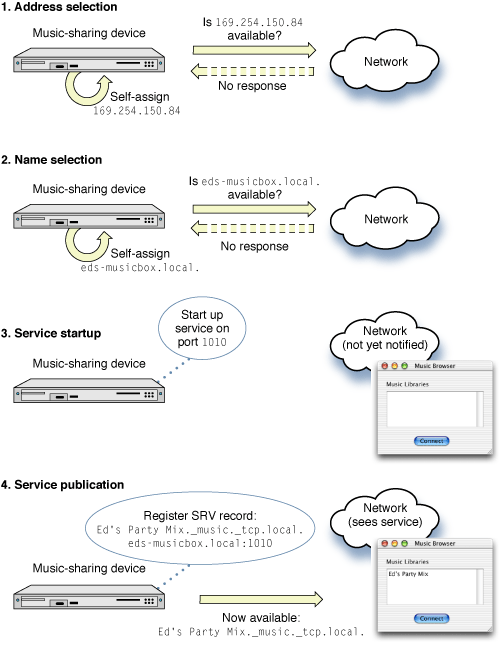 1. Address selection
Music-sharing device
Is 169.254.150.84
available?
Network
No response
Self-assign
169.254.150.84
2. Name selection
Music-sharing device
Is eds-musicbox.local.
available?
Network
No response
Self-assign
eds-musicbox.local.
Start up
service on
port 1010
3. Service startup
Music-sharing device
Network
(not yet notified)
Music Browser
Music Libraries
Connect
4. Service publication
Register SRV record:
Ed's Party Mix._music._tcp.local.
eds-musicbox.local:1010
Music-sharing device
Network
(sees service)
Music Browser
Music Libraries
Ed's Party Mix
Connect
Now available:
Ed's Party Mix._music._tcp.local.